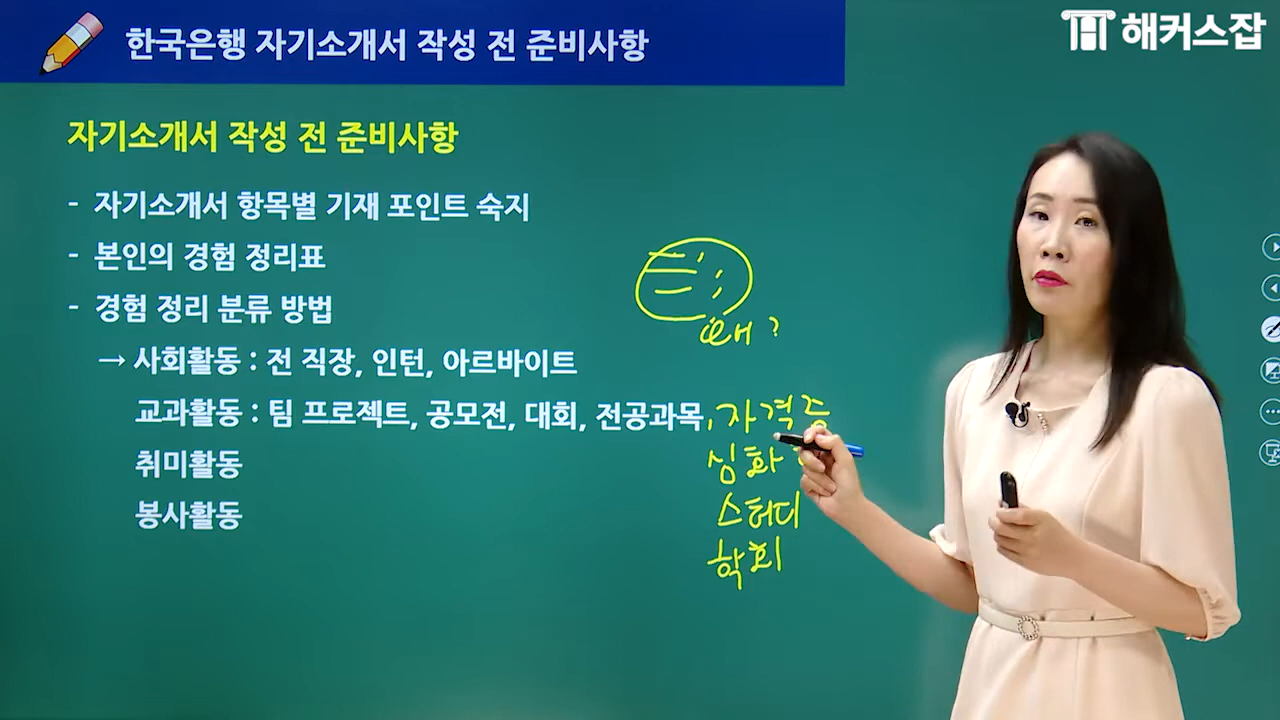 한국은행 자기소개서 작성 전 준비사항
해커스잡
자기소개서 작성 전 준비사항
- 자기소개서 항목별 기재 포인트 숙지
- 본인의 경험 정리표
- 경험 정리 분류 방법
→ 사회활동 : 전 직장, 인턴, 아르바이트
교과활동 : 팀 프로젝트, 공모전, 대회, 전공과목, 자격증
취미활동
봉사활동
왜?
심화
스터디
학회